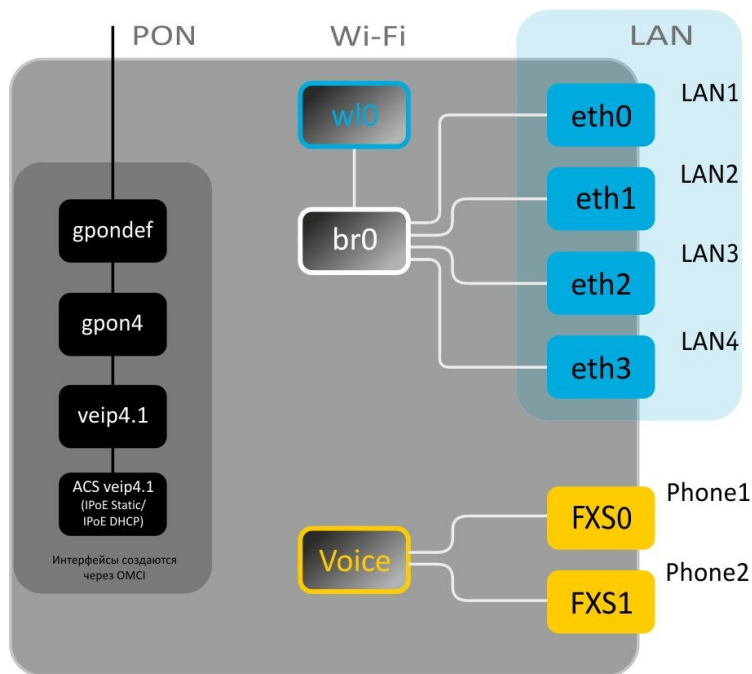 PON
Wi-Fi
LAN
wl0
eth0
LAN1
eth1
LAN2
br0
eth2
LAN3
eth3
LAN4
gpondef
gpon4
veip4.1
ACS veip4.1
(IPoE Static/
IPoE DHCP)
Интерфейсы создаются
через OMCI
Voice
FXS0
Phone1
FXS1
Phone2